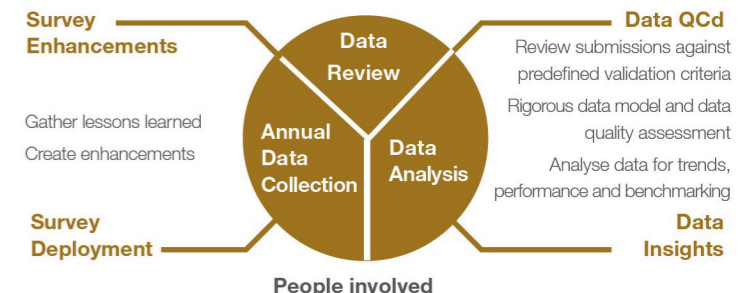 Survey
Enhancements
Gather lessons learned
Create enhancements
Survey
Deployment
Data
Review
Annual
Data
Collection
Data
Analysis
Data QCd
Review submissions against
predefined validation criteria
Rigorous data model and data
quality assessment
Analyse data for trends,
performance and benchmarking
Data
Insights
People involved